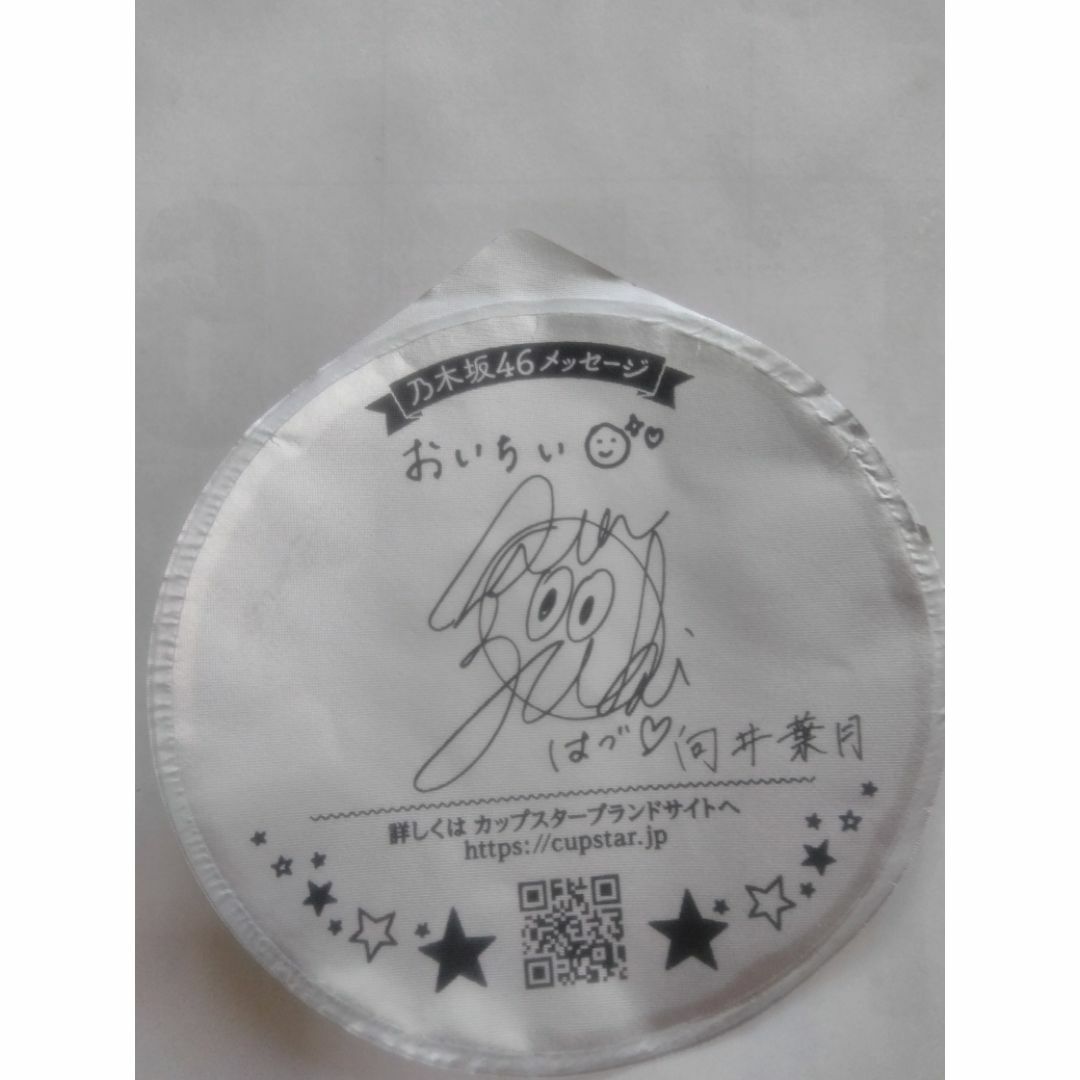 乃木坂46メッセージ
おいちい
はづ♡向井葉月
詳しくは カップスターブランドサイトへ
https://cupstar.jp